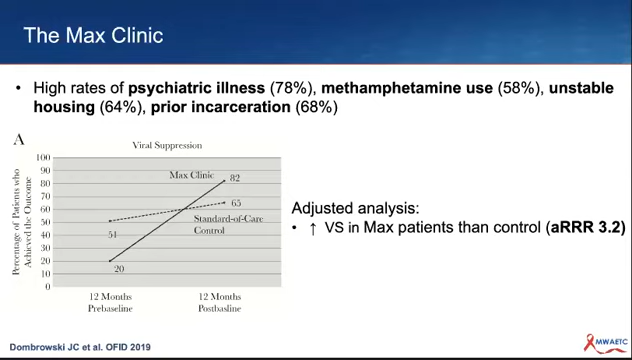 The Max Clinic
• High rates of psychiatric illness (78%), methamphetamine use (58%), unstable
housing (64%), prior incarceration (68%)
A
Viral Suppression
Percentage of Patients who
Achieved the Outcome
100
90
80
70
60
50
40
30
20
10
0
Max Clinic
82
65
Standard-of-Care
Control
51
20
12 Months
Prebaseline
12 Months
Postbasline
Adjusted analysis:
• ↑ VS in Max patients than control (aRRR 3.2)
Dombrowski JC et al. OFID 2019
MWAETC